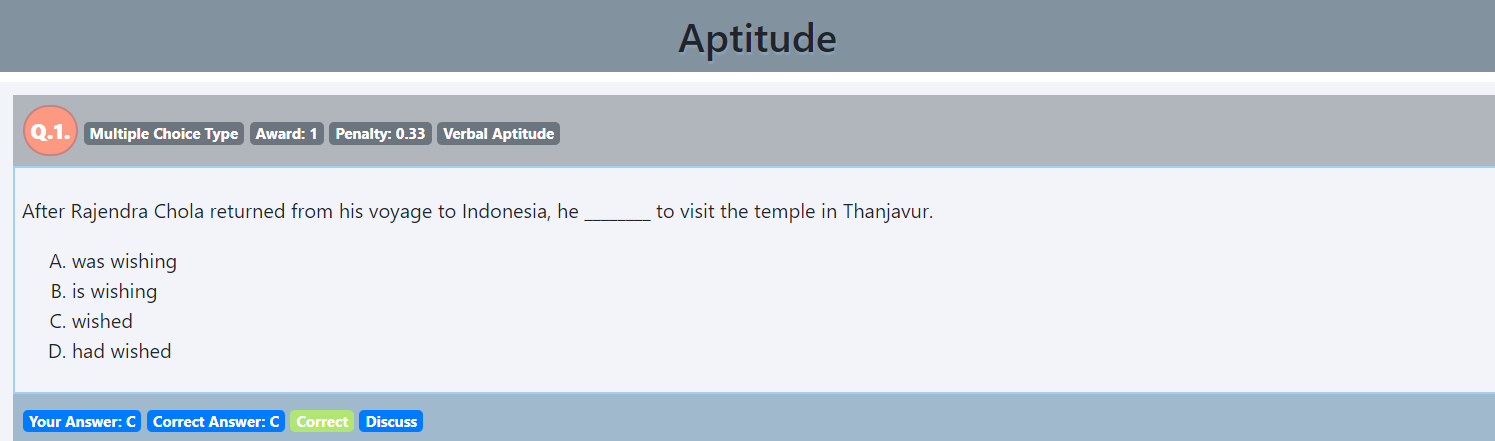 Aptitude
Q.1. Multiple Choice Type Award: 1 Penalty: 0.33 Verbal Aptitude
After Rajendra Chola returned from his voyage to Indonesia, he ________ to visit the temple in Thanjavur.
A. was wishing
B. is wishing
C. wished
D. had wished
Your Answer: C Correct Answer: C Correct Discuss